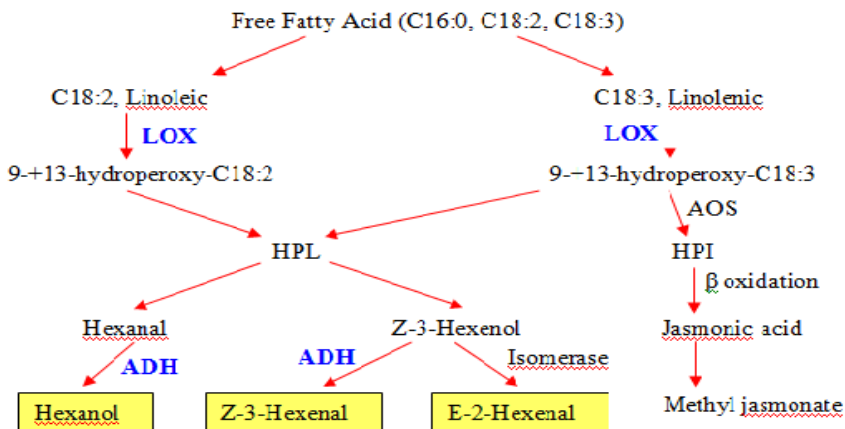 Free Fatty Acid (C16:0, C18:2, C18:3)
C18:2, Linoleic
C18:3, Linolenic
LOX
LOX
9-+13-hydroperoxy-C18:2
9-+13-hydroperoxy-C18:3
AOS
HPL
HPI
β oxidation
Hexanal
Z-3-Hexenol
Jasmonic acid
ADH
ADH
Isomerase
Hexanol
Z-3-Hexenal
E-2-Hexenal
Methyl jasmonate